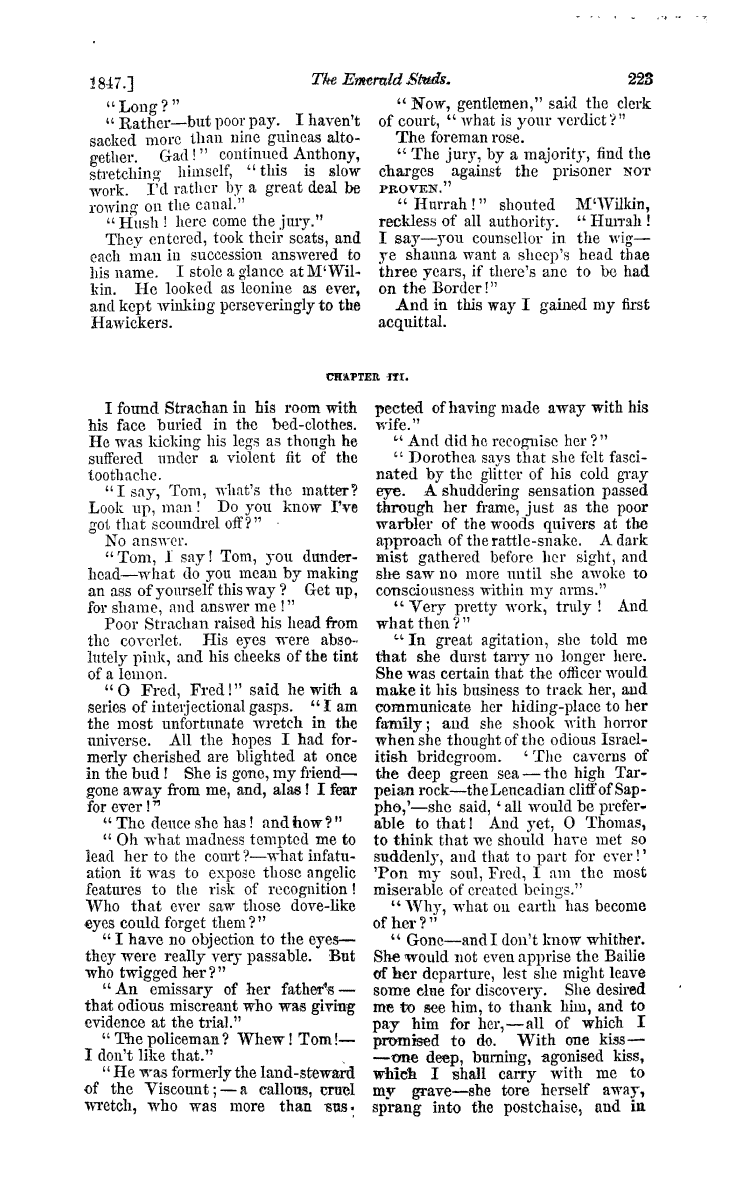 1847.] The Emerald Studs. 223
“Long?”
“Rather—but poor pay. I haven't
sacked more than nine guineas alto-
gether. Gad!” continued Anthony,
stretching himself, “this is slow
work. I'd rather by a great deal be
rowing on the canal.”
“Hush! here come the jury.”
They entered, took their seats, and
each man in succession answered to
his name. I stole a glance at M‘Wil-
kin. He looked as leonine as ever,
and kept winking perseveringly to the
Hawickers.
“Now, gentlemen,” said the clerk
of court, “what is your verdict?”
The foreman rose.
“The jury, by a majority, find the
charges against the prisoner NOT
PROVEN.”
“Hurrah!” shouted M‘Wilkin,
reckless of all authority. “Hurrah!
I say—you counsellor in the wig—
ye shanna want a sheep's head thae
three years, if there's ane to be had
on the Border!”
And in this way I gained my first
acquittal.
CHAPTER III.
I found Strachan in his room with
his face buried in the bed-clothes.
He was kicking his legs as though he
suffered under a violent fit of the
toothache.
“I say, Tom, what's the matter?
Look up, man! Do you know I've
got that scoundrel off?”
No answer.
“Tom, I say! Tom, you dunder-
head—what do you mean by making
an ass of yourself this way? Get up,
for shame, and answer me!”
Poor Strachan raised his head from
the coverlet. His eyes were abso-
lutely pink, and his cheeks of the tint
of a lemon.
“O Fred, Fred!” said he with a
series of interjectional gasps. “I am
the most unfortunate wretch in the
universe. All the hopes I had for-
merly cherished are blighted at once
in the bud! She is gone, my friend—
gone away from me, and, alas! I fear
for ever!”
“The deuce she has! and how?”
“Oh what madness tempted me to
lead her to the court?—what infatu-
ation it was to expose those angelic
features to the risk of recognition!
Who that ever saw those dove-like
eyes could forget them?”
“I have no objection to the eyes—
they were really very passable. But
who twigged her?”
“An emissary of her father's—
that odious miscreant who was giving
evidence at the trial.”
“The policeman? Whew! Tom!—
I don't like that.”
“He was formerly the land-steward
of the Viscount;—a callous, cruel
wretch, who was more than sus-
pected of having made away with his
wife.”
“And did he recognise her?”
“Dorothea says that she felt fasci-
nated by the glitter of his cold gray
eye. A shuddering sensation passed
through her frame, just as the poor
warbler of the woods quivers at the
approach of the rattle-snake. A dark
mist gathered before her sight, and
she saw no more until she awoke to
consciousness within my arms.”
“Very pretty work, truly! And
what then?”
“In great agitation, she told me
that she durst tarry no longer here.
She was certain that the officer would
make it his business to track her, and
communicate her hiding-place to her
family; and she shook with horror
when she thought of the odious Israel-
itish bridegroom. ‘The caverns of
the deep green sea—the high Tar-
peian rock—the Leucadian cliff of Sap-
pho,’—she said, ‘all would be prefer-
able to that! And yet, O Thomas,
to think that we should have met so
suddenly, and that to part for ever!’
'Pon my soul, Fred, I am the most
miserable of created beings.”
“Why, what on earth has become
of her?”
“Gone—and I don't know whither.
She would not even apprise the Bailie
of her departure, lest she might leave
some clue for discovery. She desired
me to see him, to thank him, and to
pay him for her,—all of which I
promised to do. With one kiss—
—one deep, burning, agonised kiss,
which I shall carry with me to
my grave—she tore herself away,
sprang into the postchaise, and in